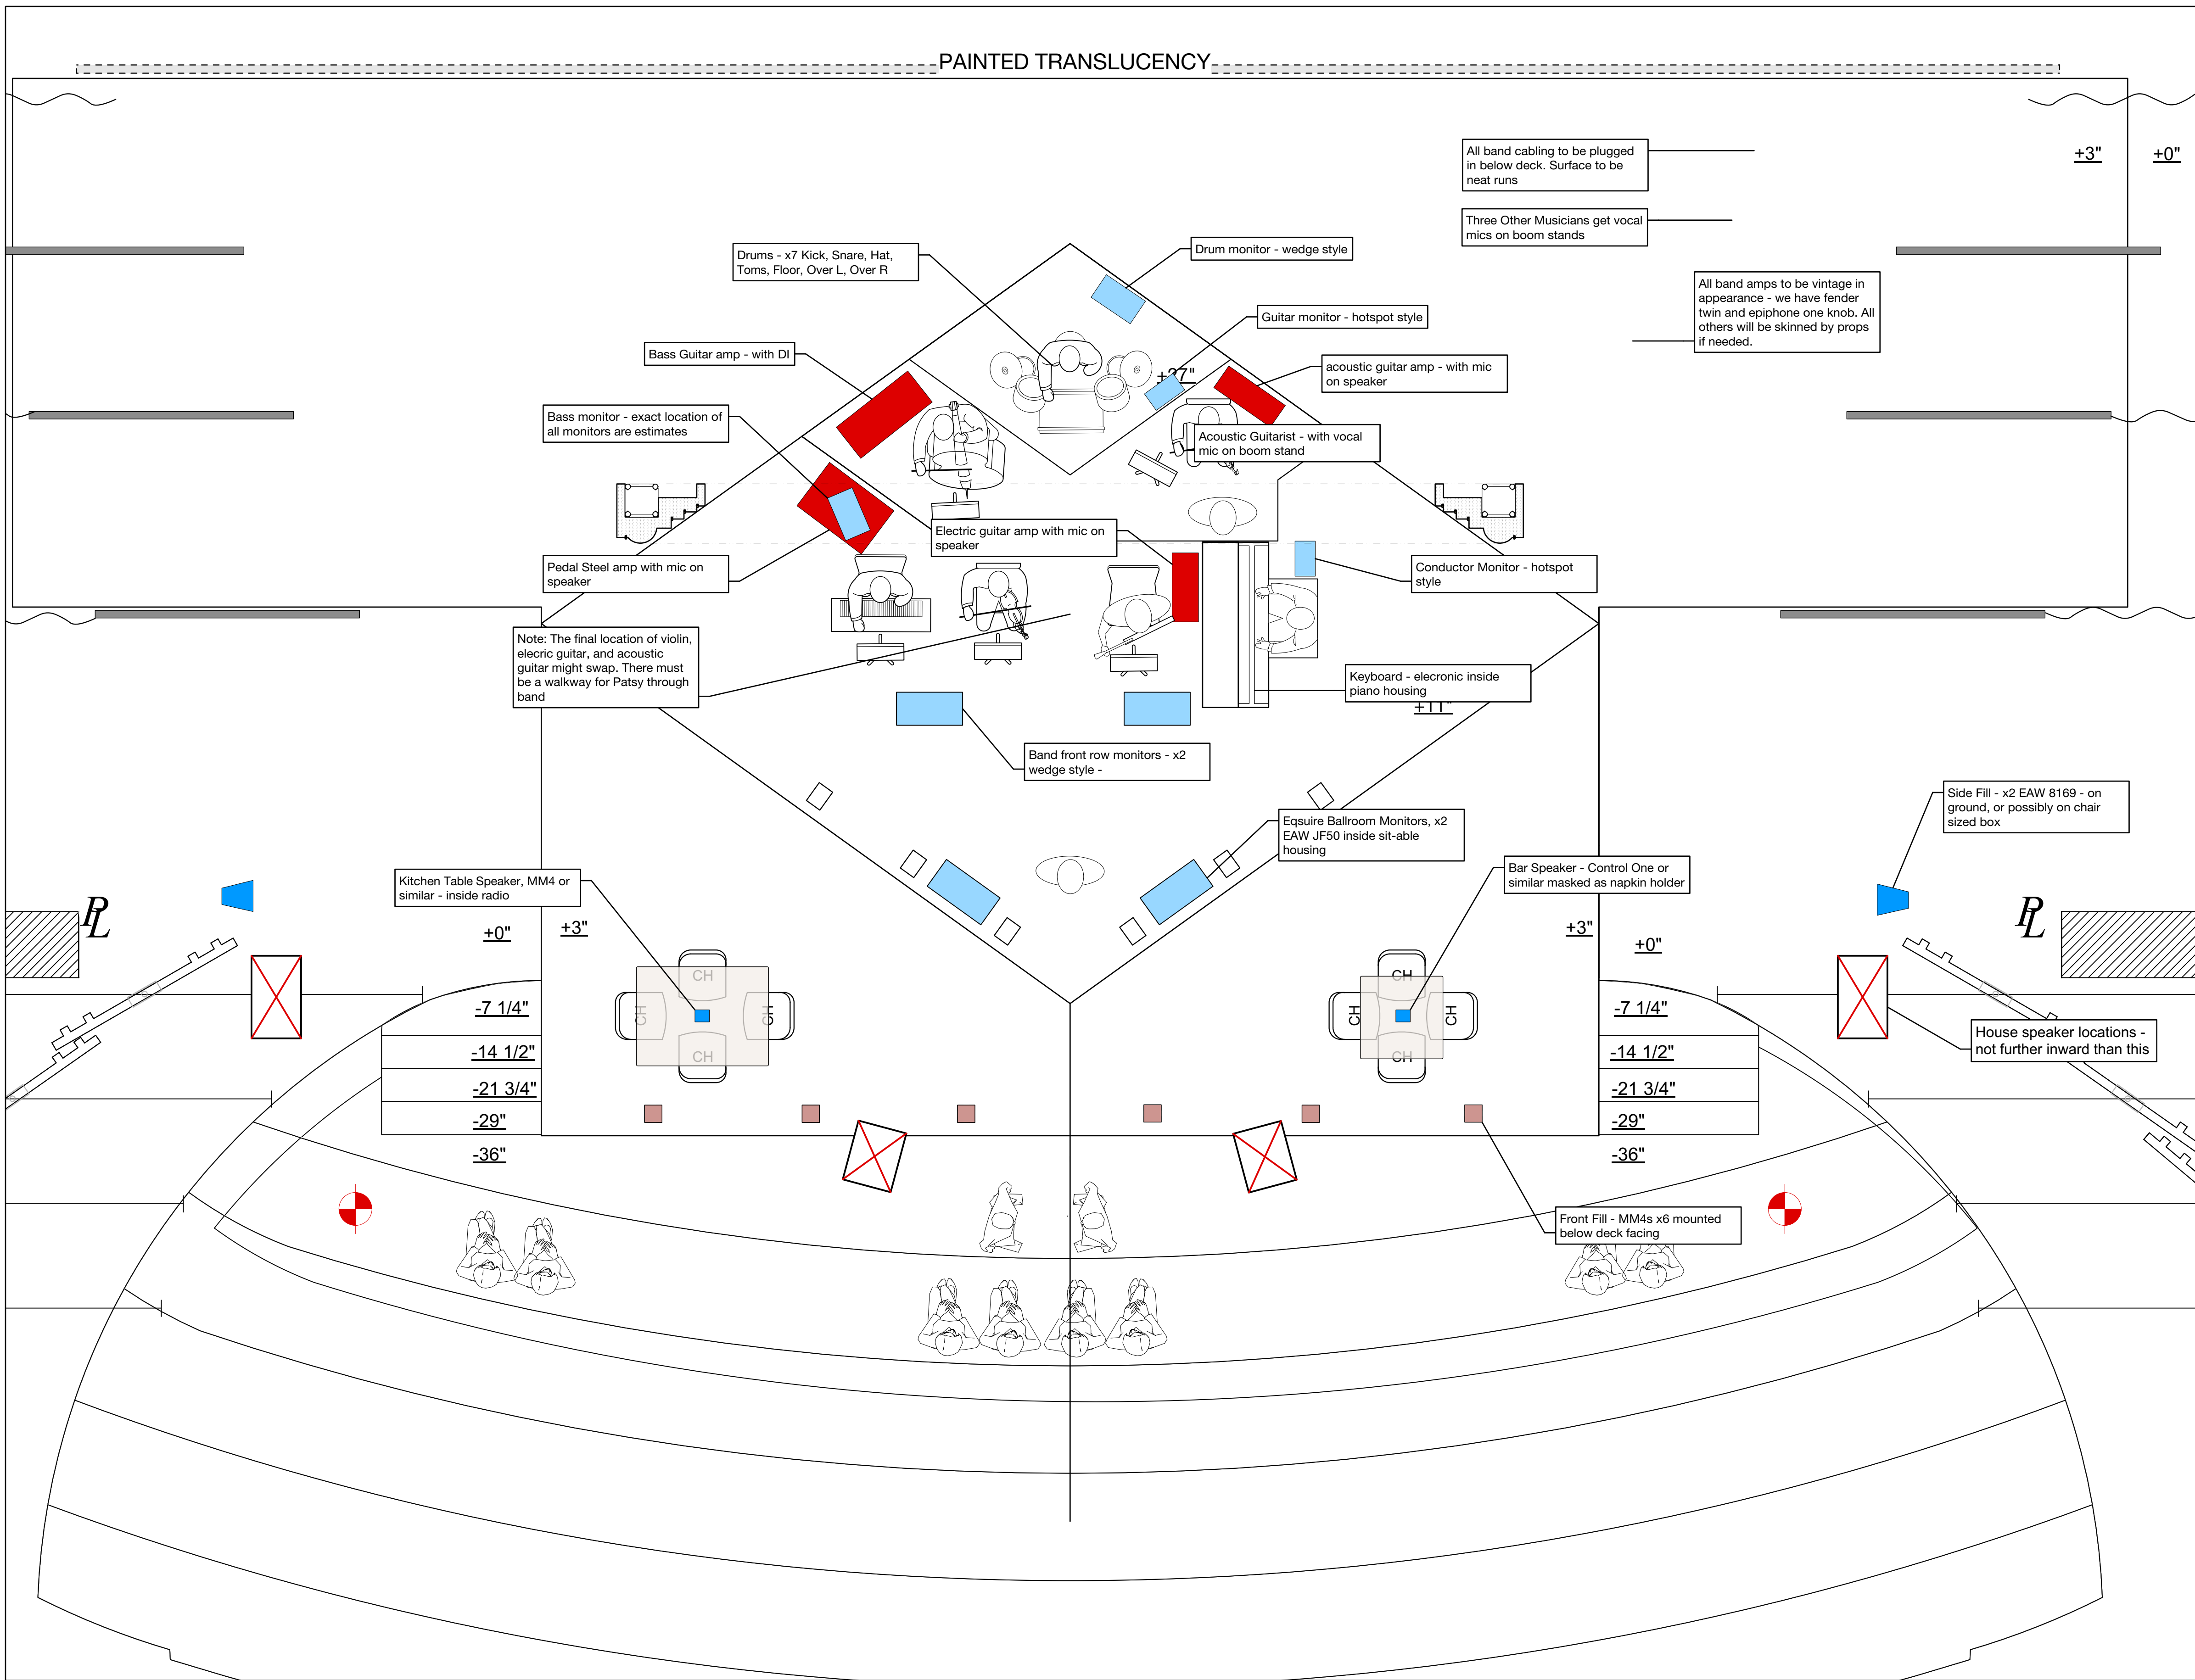 PAINTED TRANSLUCENCY
All band cabling to be plugged
in below deck. Surface to be
neat runs
+3"
+0"
Three Other Musicians get vocal
mics on boom stands
Drums - x7 Kick, Snare, Hat,
Toms, Floor, Over L, Over R
Drum monitor - wedge style
All band amps to be vintage in
appearance - we have fender
twin and epiphone one knob. All
others will be skinned by props
if needed.
Guitar monitor - hotspot style
Bass Guitar amp - with DI
acoustic guitar amp - with mic
on speaker
Bass monitor - exact location of
all monitors are estimates
Acoustic Guitarist - with vocal
mic on boom stand
Electric guitar amp with mic on
speaker
Pedal Steel amp with mic on
speaker
Conductor Monitor - hotspot
style
Note: The final location of violin,
elecric guitar, and acoustic
guitar might swap. There must
be a walkway for Patsy through
band
Keyboard - elecronic inside
piano housing
+11"
Band front row monitors - x2
wedge style -
Side Fill - x2 EAW 8169 - on
ground, or possibly on chair
sized box
Eqsuire Ballroom Monitors, x2
EAW JF50 inside sit-able
housing
Kitchen Table Speaker, MM4 or
similar - inside radio
Bar Speaker - Control One or
similar masked as napkin holder
PL
PL
+0"
+3"
+3"
+0"
CH
CH
CH
CH
CH
CH
CH
CH
-7 1/4"
-14 1/2"
-21 3/4"
-29"
-36"
-7 1/4"
-14 1/2"
-21 3/4"
-29"
-36"
House speaker locations -
not further inward than this
Front Fill - MM4s x6 mounted
below deck facing